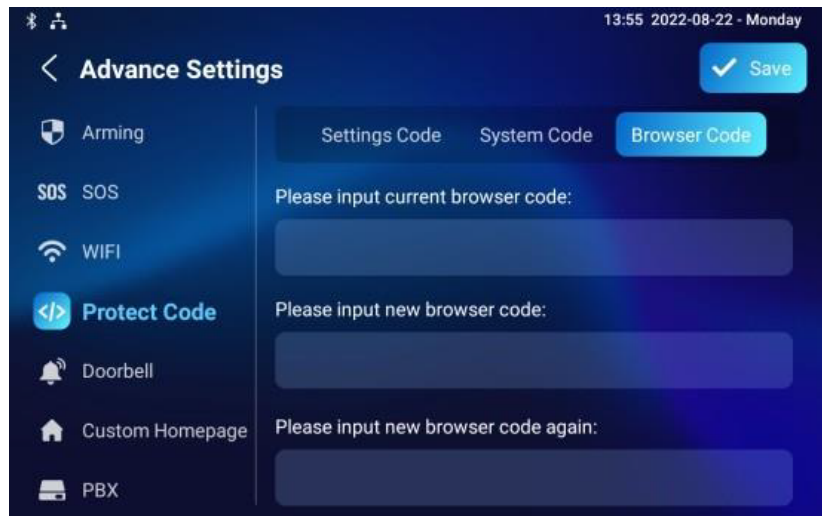 13:55 2022-08-22 - Monday
Advance Settings
Save
Arming
SOS SOS
WIFI
</> Protect Code
Doorbell
Custom Homepage
PBX
Settings Code System Code Browser Code
Please input current browser code:
Please input new browser code:
Please input new browser code again: